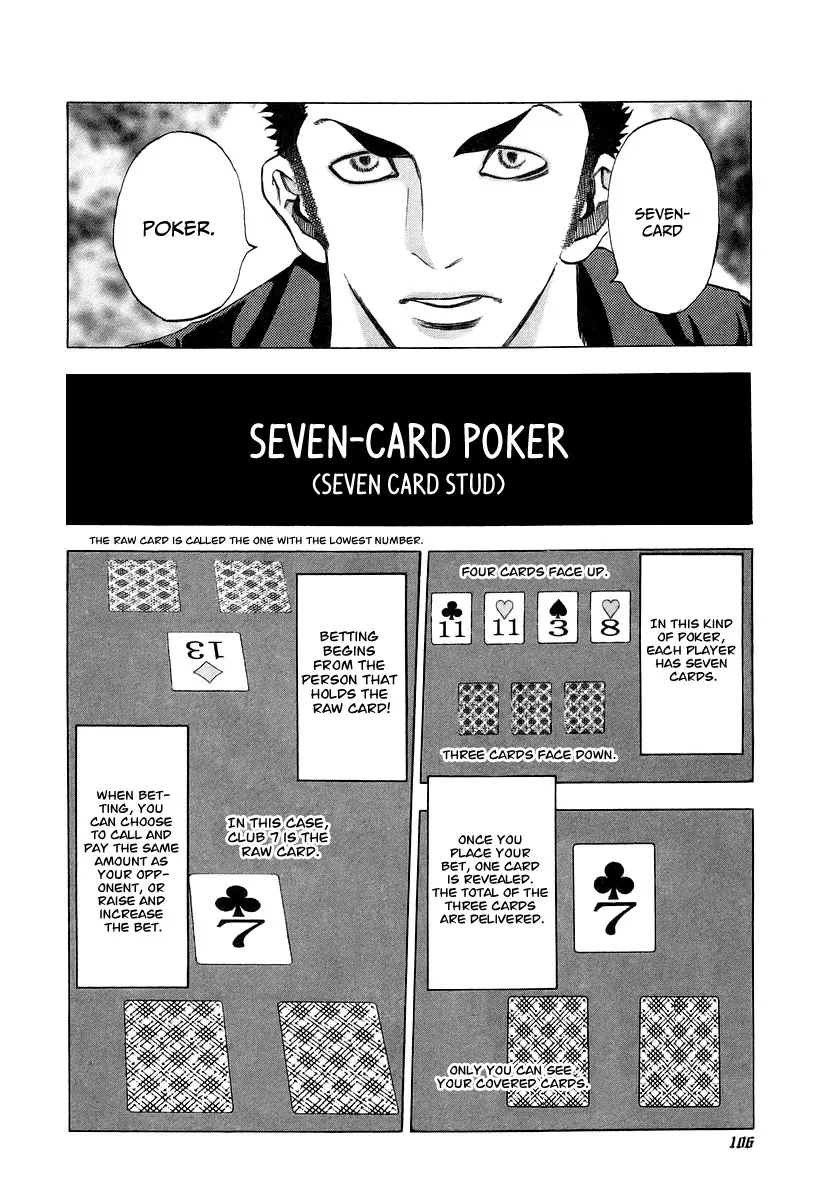 SEVEN-
CARD
POKER.
SEVEN-CARD POKER
(SEVEN CARD STUD)
IN THIS KIND
OF POKER,
EACH PLAYER
HAS SEVEN
CARDS.
FOUR CARDS FACE UP.
11
11
3
8
THREE CARDS FACE DOWN.
ONCE YOU
PLACE YOUR
BET, ONE CARD
IS REVEALED.
THE TOTAL OF THE
THREE CARDS
ARE DELIVERED.
7
ONLY YOU CAN SEE
YOUR COVERED CARDS.
THE RAW CARD IS CALLED THE ONE WITH THE LOWEST NUMBER.
BETTING
BEGINS
FROM THE
PERSON THAT
HOLDS THE
RAW CARD!
13
IN THIS CASE,
CLUB 7 IS THE
RAW CARD.
7
WHEN BET-
TING, YOU
CAN CHOOSE
TO CALL AND
PAY THE SAME
AMOUNT AS
YOUR OPP-
ONENT, OR
RAISE AND
INCREASE
THE BET.
106